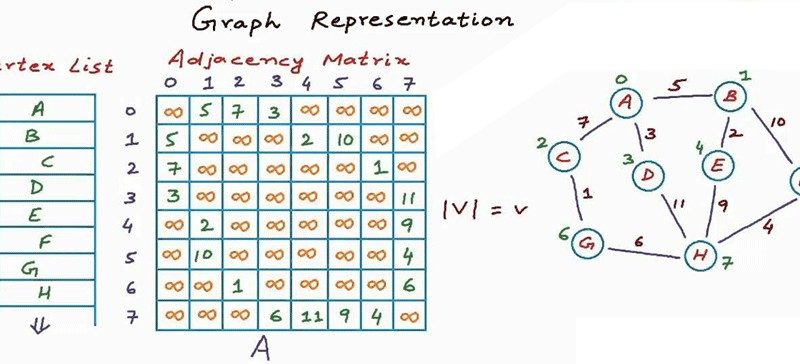 Graph Representation
ertex List
Adjacency Matrix
0 1 2 3 4 5 6 7
A
B
C
D
E
F
G
H
0 ∞ 5 7 3 ∞ ∞ ∞ ∞
1 5 ∞ ∞ ∞ 2 10 ∞ ∞
2 7 ∞ ∞ ∞ ∞ ∞ 1 ∞
3 3 ∞ ∞ ∞ ∞ ∞ ∞ 11
4 ∞ 2 ∞ ∞ ∞ ∞ ∞ 9
5 ∞ 10 ∞ ∞ ∞ ∞ ∞ 4
6 ∞ ∞ 1 ∞ ∞ ∞ ∞ 6
7 ∞ ∞ ∞ 6 11 9 4 ∞
A
|V| = v
0 A
5
1 B
7
3
2
10
2 C
3 D
4 E
1
11
9
4
6 G
6
H 7